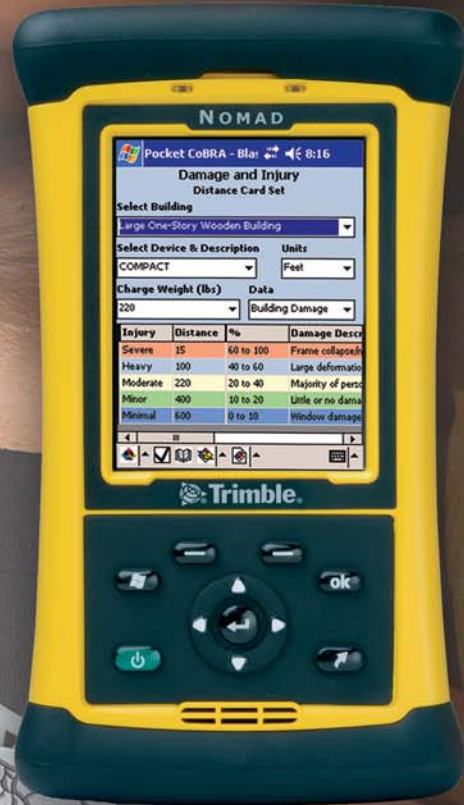 NOMAD
Pocket CoBRA - Bla: 8:16
Damage and Injury
Distance Card Set
Select Building
Large One-Story Wooden Building
Select Device & Description Units
COMPACT Feet
Charge Weight (lbs) Data
220 Building Damage
Injury Distance % Damage Descr
Severe 15 60 to 100 Frame collapse/n
Heavy 100 40 to 60 Large deformatio
Moderate 220 20 to 40 Majority of perso
Minor 400 10 to 20 Little or no dama
Minimal 600 0 to 10 Window damage
Trimble.
ok